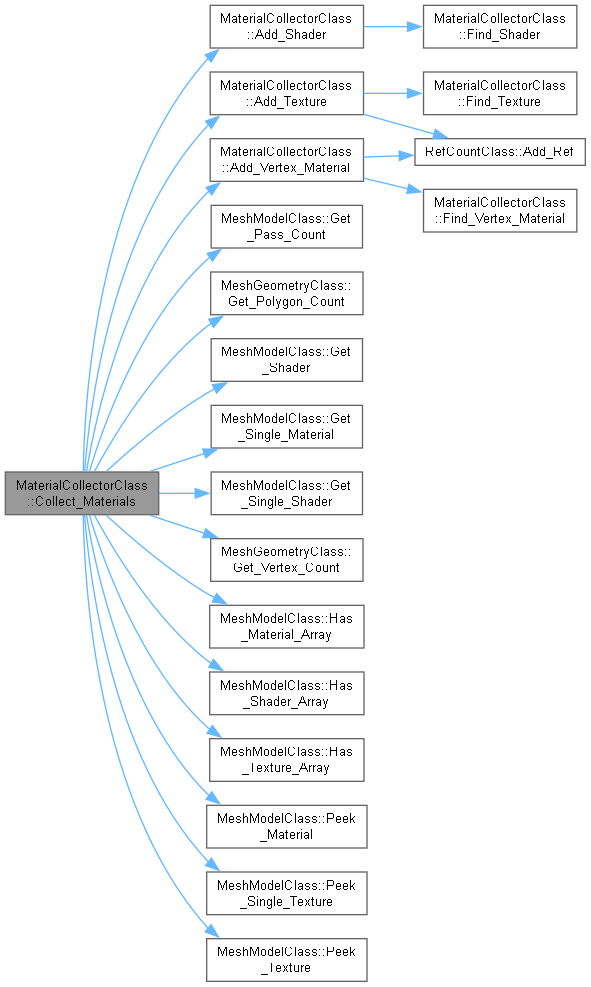 MaterialCollectorClass
::Add_Shader
MaterialCollectorClass
::Find_Shader
MaterialCollectorClass
::Add_Texture
MaterialCollectorClass
::Find_Texture
MaterialCollectorClass
::Add_Vertex_Material
RefCountClass::Add_Ref
MaterialCollectorClass
::Find_Vertex_Material
MeshModelClass::Get
_Pass_Count
MeshGeometryClass::
Get_Polygon_Count
MeshModelClass::Get
_Shader
MeshModelClass::Get
_Single_Material
MaterialCollectorClass
::Collect_Materials
MeshModelClass::Get
_Single_Shader
MeshGeometryClass::
Get_Vertex_Count
MeshModelClass::Has
_Material_Array
MeshModelClass::Has
_Shader_Array
MeshModelClass::Has
_Texture_Array
MeshModelClass::Peek
_Material
MeshModelClass::Peek
_Single_Texture
MeshModelClass::Peek
_Texture